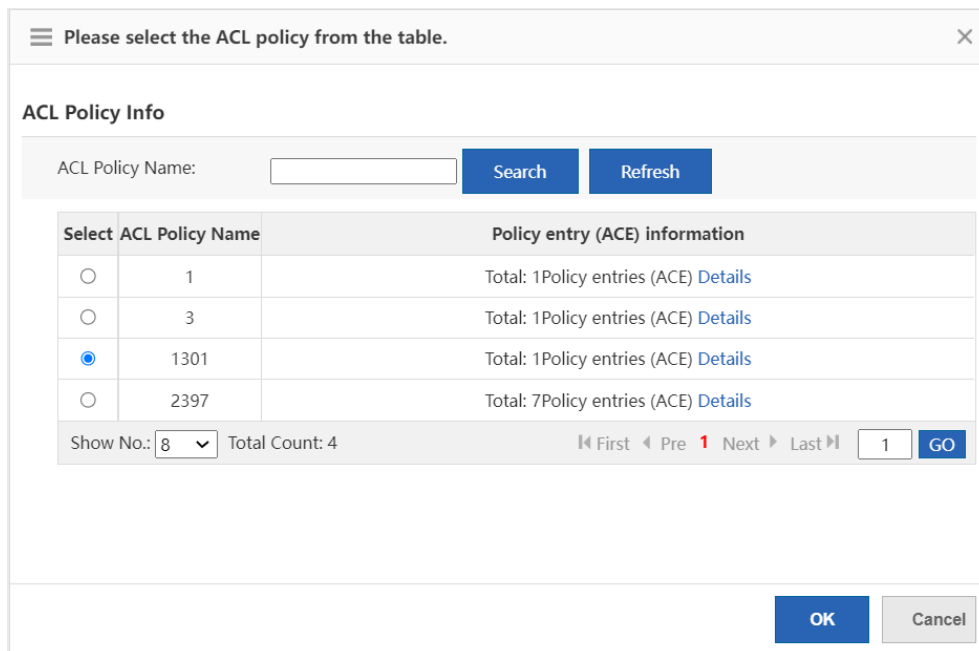 Please select the ACL policy from the table.
ACL Policy Info
ACL Policy Name: Search Refresh
Select ACL Policy Name Policy entry (ACE) information
1 Total: 1Policy entries (ACE) Details
3 Total: 1Policy entries (ACE) Details
1301 Total: 1Policy entries (ACE) Details
2397 Total: 7Policy entries (ACE) Details
Show No.: 8 Total Count: 4 First Pre 1 Next Last 1 GO
OK Cancel